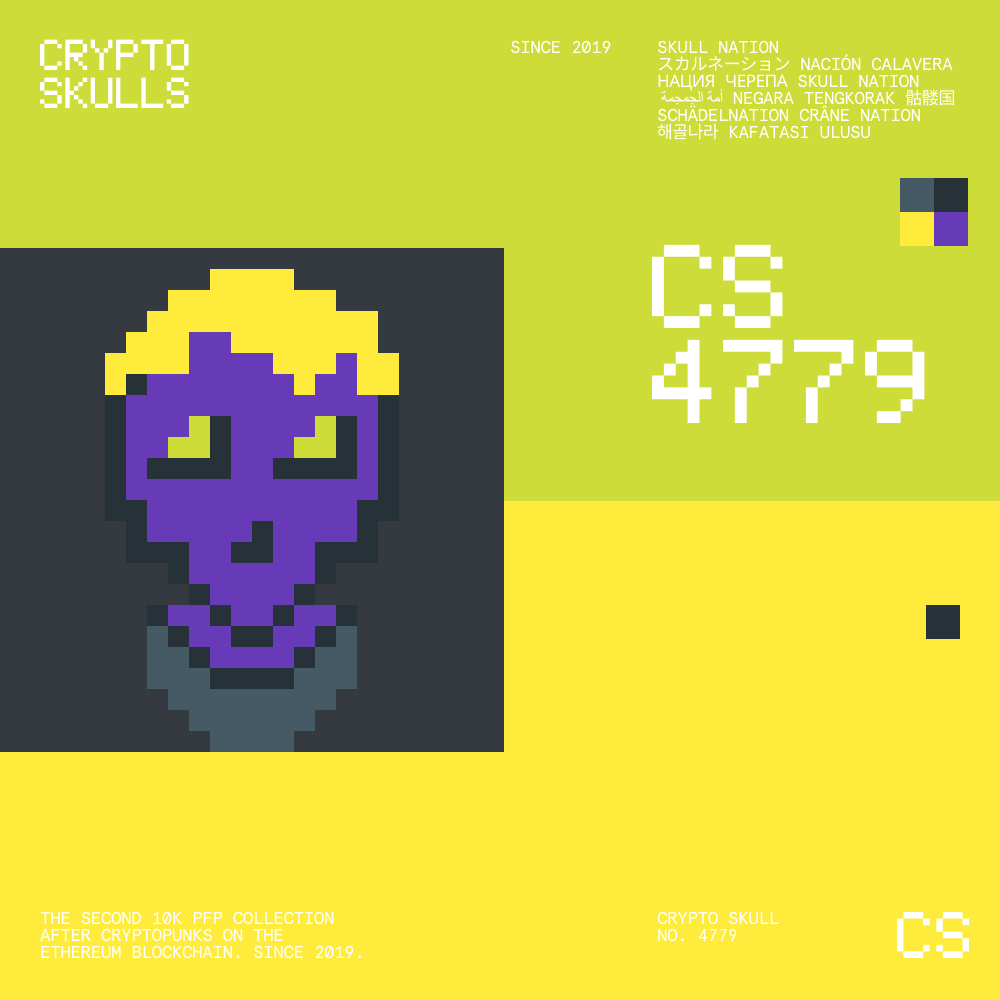 CRYPTO
SKULLS
SINCE 2019
SKULL NATION
スカルネーション NACIÓN CALAVERA
НАЦИЯ ЧЕРЕПА SKULL NATION
أمة الجمجمة NEGARA TENGKORAK 骷髅国
SCHÄDELNATION CRÂNE NATION
해골나라 KAFATASI ULUSU
CS
4779
THE SECOND 10K PFP COLLECTION
AFTER CRYPTOPUNKS ON THE
ETHEREUM BLOCKCHAIN. SINCE 2019.
CRYPTO SKULL
NO. 4779
CS